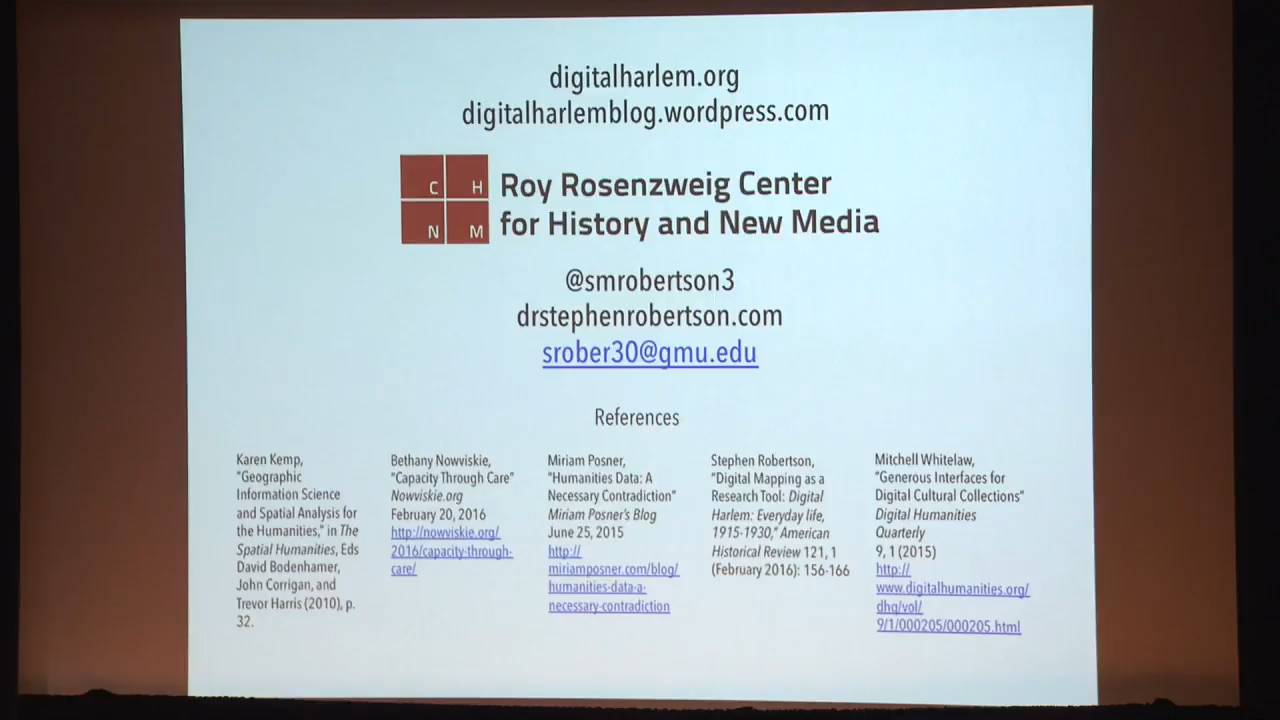 digitalharlem.org
digitalharlemblog.wordpress.com
C H
N M
Roy Rosenzweig Center
for History and New Media
@smrobertson3
drstephenrobertson.com
srober30@gmu.edu
References
Karen Kemp,
"Geographic
Information Science
and Spatial Analysis for
the Humanities," in The
Spatial Humanities, Eds
David Bodenhamer,
John Corrigan, and
Trevor Harris (2010), p.
32.
Bethany Nowviskie,
"Capacity Through Care"
Nowviskie.org
February 20, 2016
http://nowviskie.org/
2016/capacity-through-
care/
Miriam Posner,
"Humanities Data: A
Necessary Contradiction"
Miriam Posner's Blog
June 25, 2015
http://
miriamposner.com/blog/
humanities-data-a-
necessary-contradiction
Stephen Robertson,
"Digital Mapping as a
Research Tool: Digital
Harlem: Everyday life,
1915-1930," American
Historical Review 121, 1
(February 2016): 156-166
Mitchell Whitelaw,
"Generous Interfaces for
Digital Cultural Collections"
Digital Humanities
Quarterly
9, 1 (2015)
http://
www.digitalhumanities.org/
dhq/vol/
9/1/000205/000205.html